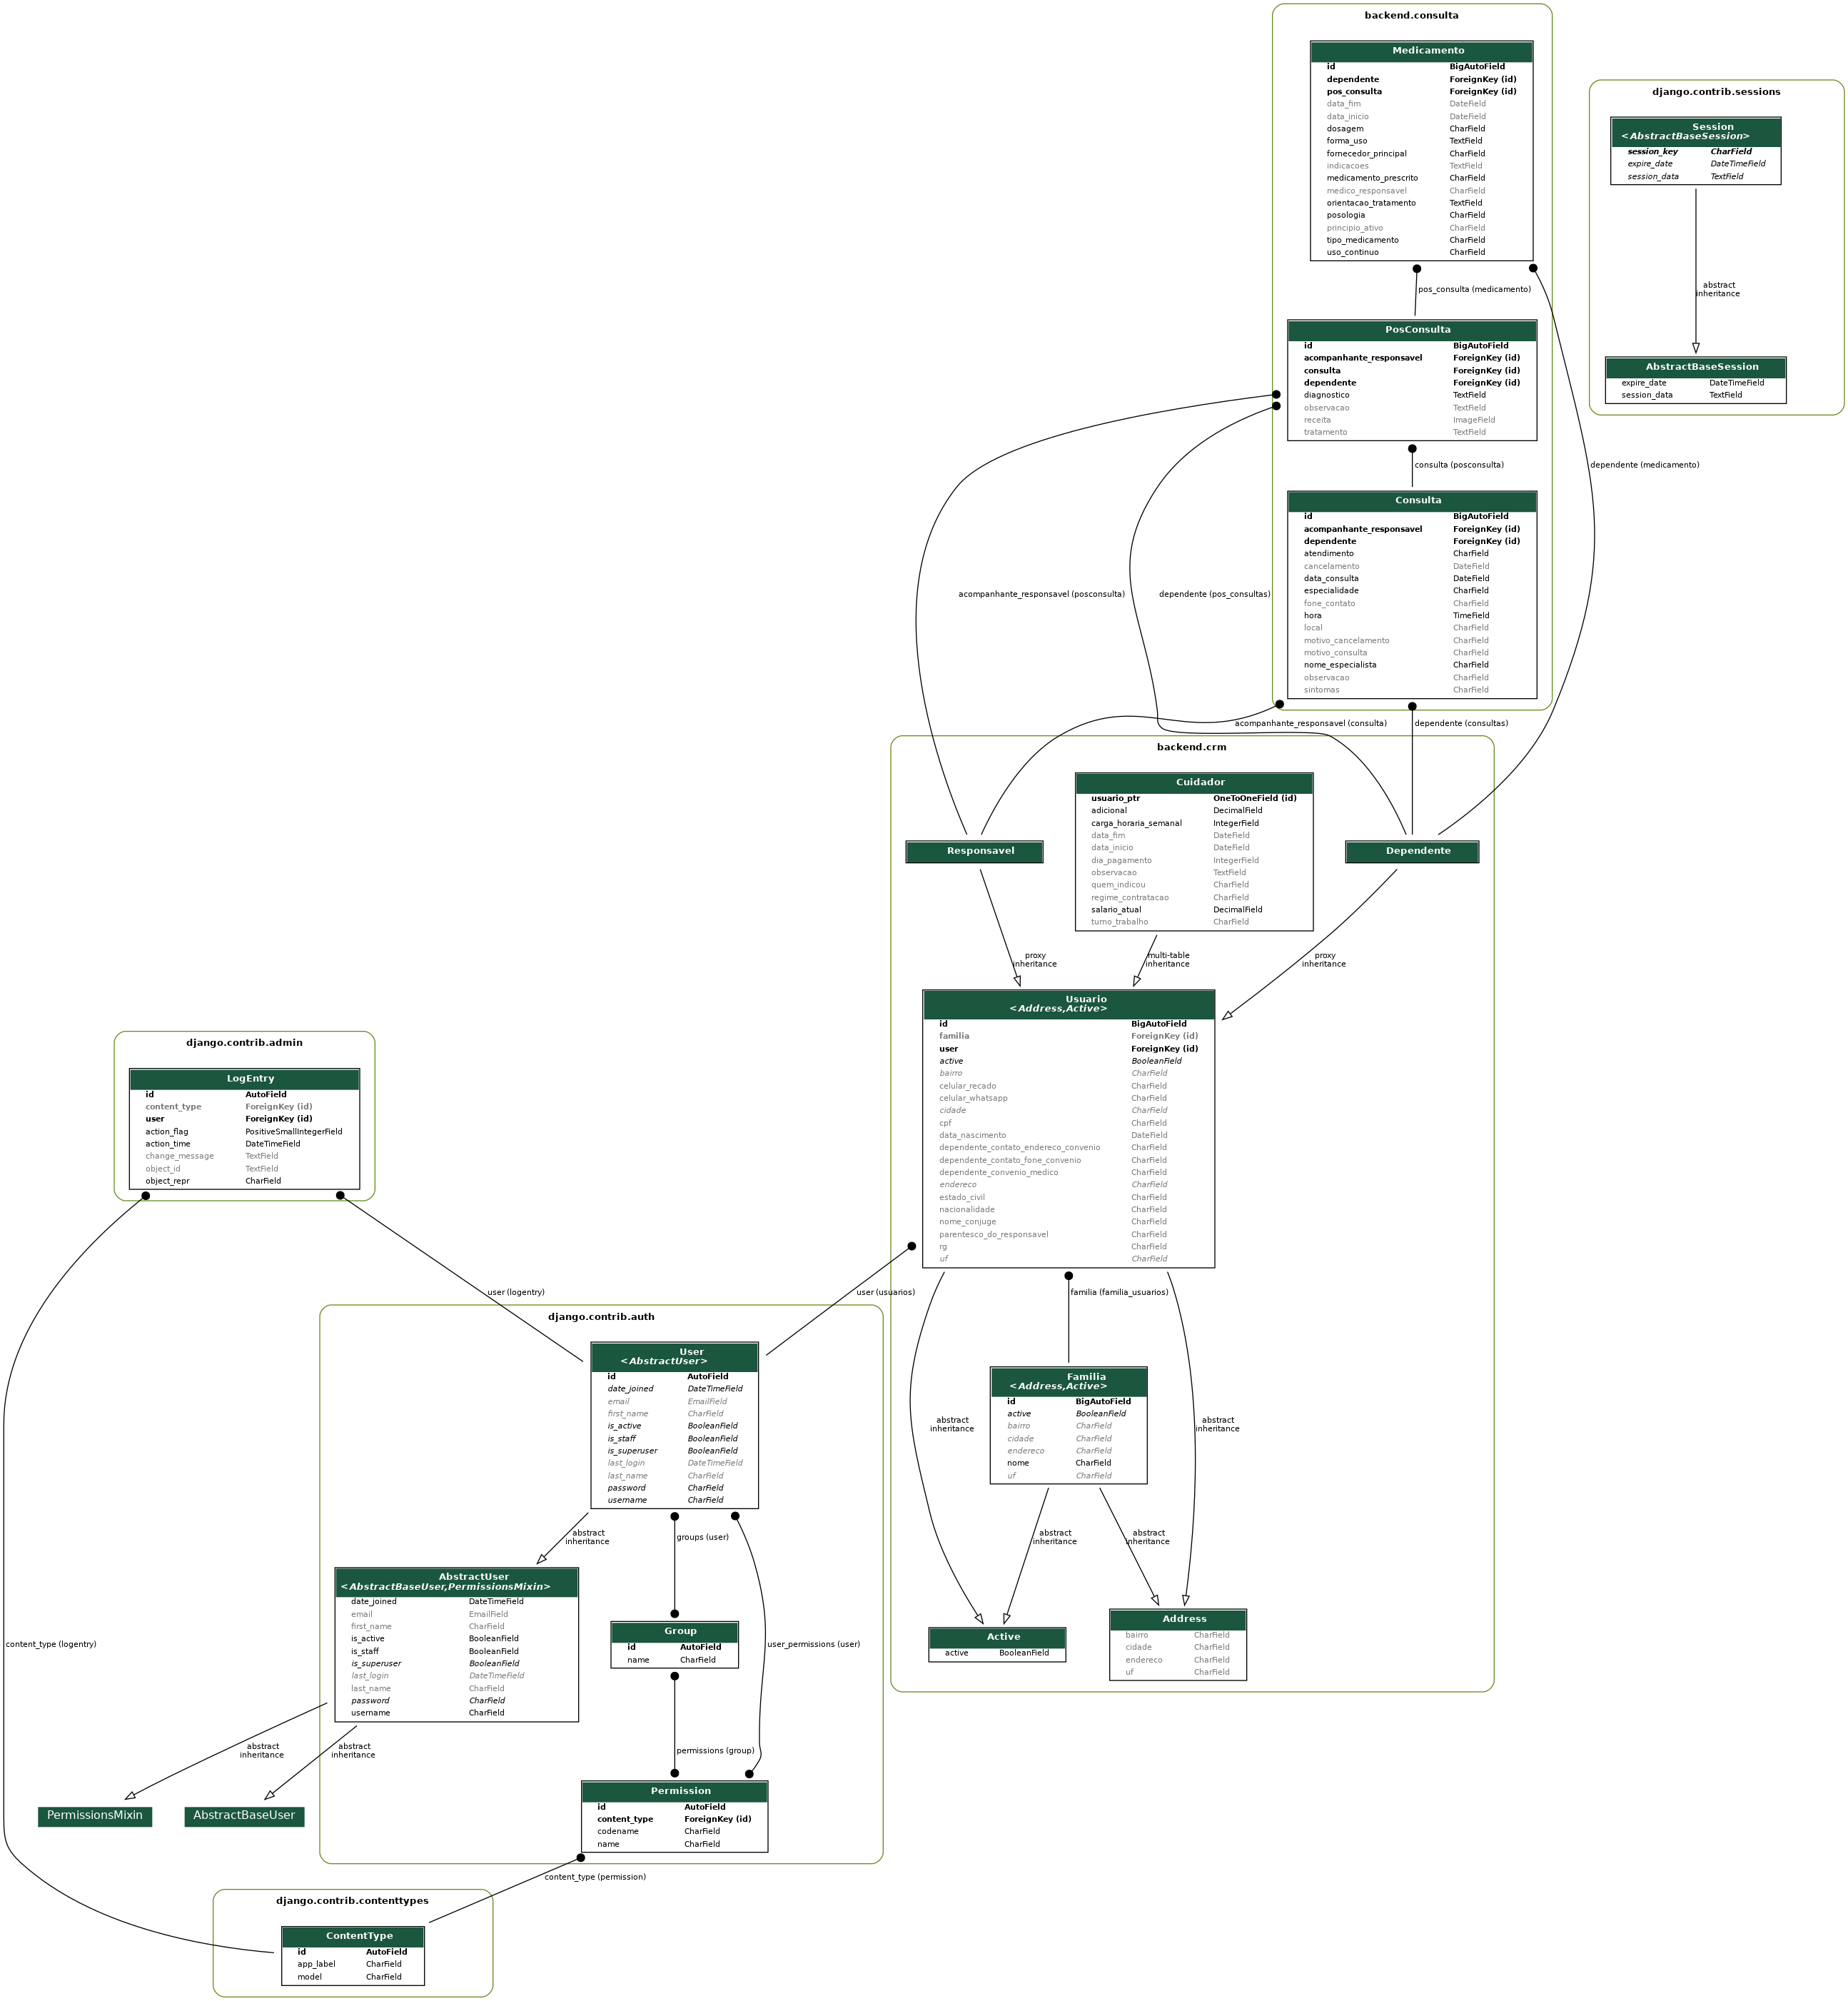 backend.consulta
Medicamento
id BigAutoField
dependente ForeignKey (id)
pos_consulta ForeignKey (id)
data_fim DateField
data_inicio DateField
dosagem CharField
forma_uso TextField
fornecedor_principal CharField
indicacoes TextField
medicamento_prescrito CharField
medico_responsavel CharField
orientacao_tratamento TextField
posologia CharField
principio_ativo CharField
tipo_medicamento CharField
uso_continuo CharField
pos_consulta (medicamento)
PosConsulta
id BigAutoField
acompanhante_responsavel ForeignKey (id)
consulta ForeignKey (id)
dependente ForeignKey (id)
diagnostico TextField
observacao TextField
receita ImageField
tratamento TextField
consulta (posconsulta)
dependente (medicamento)
Consulta
id BigAutoField
acompanhante_responsavel ForeignKey (id)
dependente ForeignKey (id)
atendimento CharField
cancelamento DateField
data_consulta DateField
especialidade CharField
fone_contato CharField
hora TimeField
local CharField
motivo_cancelamento CharField
motivo_consulta CharField
nome_especialista CharField
observacao CharField
sintomas CharField
acompanhante_responsavel (posconsulta)
dependente (pos_consultas)
acompanhante_responsavel (consulta)
dependente (consultas)
django.contrib.sessions
Session
<AbstractBaseSession>
session_key CharField
expire_date DateTimeField
session_data TextField
abstract
inheritance
AbstractBaseSession
expire_date DateTimeField
session_data TextField
backend.crm
Cuidador
usuario_ptr OneToOneField (id)
adicional DecimalField
carga_horaria_semanal IntegerField
data_fim DateField
data_inicio DateField
dia_pagamento IntegerField
observacao TextField
quem_indicou CharField
regime_contratacao CharField
salario_atual DecimalField
turno_trabalho CharField
Responsavel
Dependente
proxy
inheritance
multi-table
inheritance
proxy
inheritance
Usuario
<Address,Active>
id BigAutoField
familia ForeignKey (id)
user ForeignKey (id)
active BooleanField
bairro CharField
celular_recado CharField
celular_whatsapp CharField
cidade CharField
cpf CharField
data_nascimento DateField
dependente_contato_endereco_convenio CharField
dependente_contato_fone_convenio CharField
dependente_convenio_medico CharField
endereco CharField
estado_civil CharField
nacionalidade CharField
nome_conjuge CharField
parentesco_do_responsavel CharField
rg CharField
uf CharField
user (usuarios)
familia (familia_usuarios)
Familia
<Address,Active>
id BigAutoField
active BooleanField
bairro CharField
cidade CharField
endereco CharField
nome CharField
uf CharField
abstract
inheritance
abstract
inheritance
abstract
inheritance
abstract
inheritance
Active
active BooleanField
Address
bairro CharField
cidade CharField
endereco CharField
uf CharField
django.contrib.admin
LogEntry
id AutoField
content_type ForeignKey (id)
user ForeignKey (id)
action_flag PositiveSmallIntegerField
action_time DateTimeField
change_message TextField
object_id TextField
object_repr CharField
user (logentry)
content_type (logentry)
django.contrib.auth
User
<AbstractUser>
id AutoField
date_joined DateTimeField
email EmailField
first_name CharField
is_active BooleanField
is_staff BooleanField
is_superuser BooleanField
last_login DateTimeField
last_name CharField
password CharField
username CharField
abstract
inheritance
groups (user)
AbstractUser
<AbstractBaseUser,PermissionsMixin>
date_joined DateTimeField
email EmailField
first_name CharField
is_active BooleanField
is_staff BooleanField
is_superuser BooleanField
last_login DateTimeField
last_name CharField
password CharField
username CharField
Group
id AutoField
name CharField
user_permissions (user)
abstract
inheritance
abstract
inheritance
permissions (group)
PermissionsMixin
AbstractBaseUser
Permission
id AutoField
content_type ForeignKey (id)
codename CharField
name CharField
content_type (permission)
django.contrib.contenttypes
ContentType
id AutoField
app_label CharField
model CharField